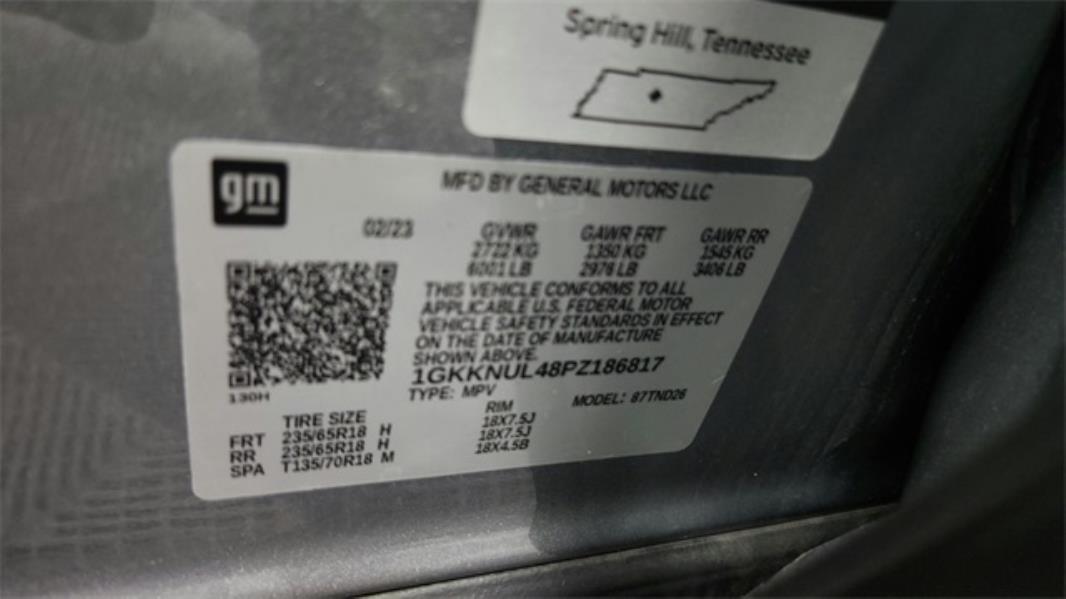 Spring Hill, Tennessee
gm
MFD BY GENERAL MOTORS LLC
02/23 GVWR GAWR FRT GAWR RR
2722 KG 1350 KG 1545 KG
6001 LB 2976 LB 3406 LB
THIS VEHICLE CONFORMS TO ALL
APPLICABLE U.S. FEDERAL MOTOR
VEHICLE SAFETY STANDARDS IN EFFECT
ON THE DATE OF MANUFACTURE
SHOWN ABOVE.
1GKKNUL48PZ186817
130H
TYPE: MPV MODEL: 87TND26
TIRE SIZE RIM
FRT 235/65R18 H 18X7.5J
RR 235/65R18 H 18X7.5J
SPA T135/70R18 M 18X4.5B